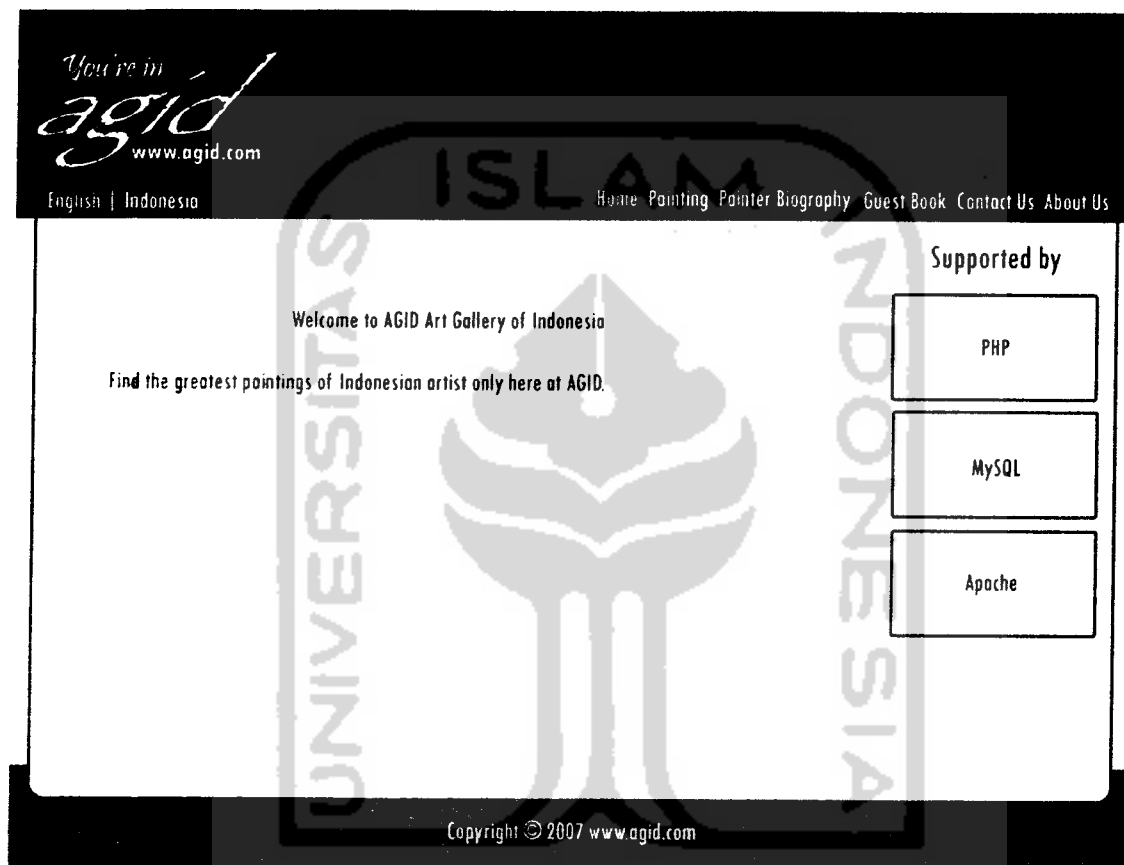 You're in
agid
www.agid.com
English | Indonesia
Home Painting Painter Biography Guest Book Contact Us About Us
Supported by
Welcome to AGID Art Gallery of Indonesia
Find the greatest paintings of Indonesian artist only here at AGID.
PHP
MySQL
Apache
Copyright © 2007 www.agid.com
UNIVERSITAS
ISLAM
INDONESIA